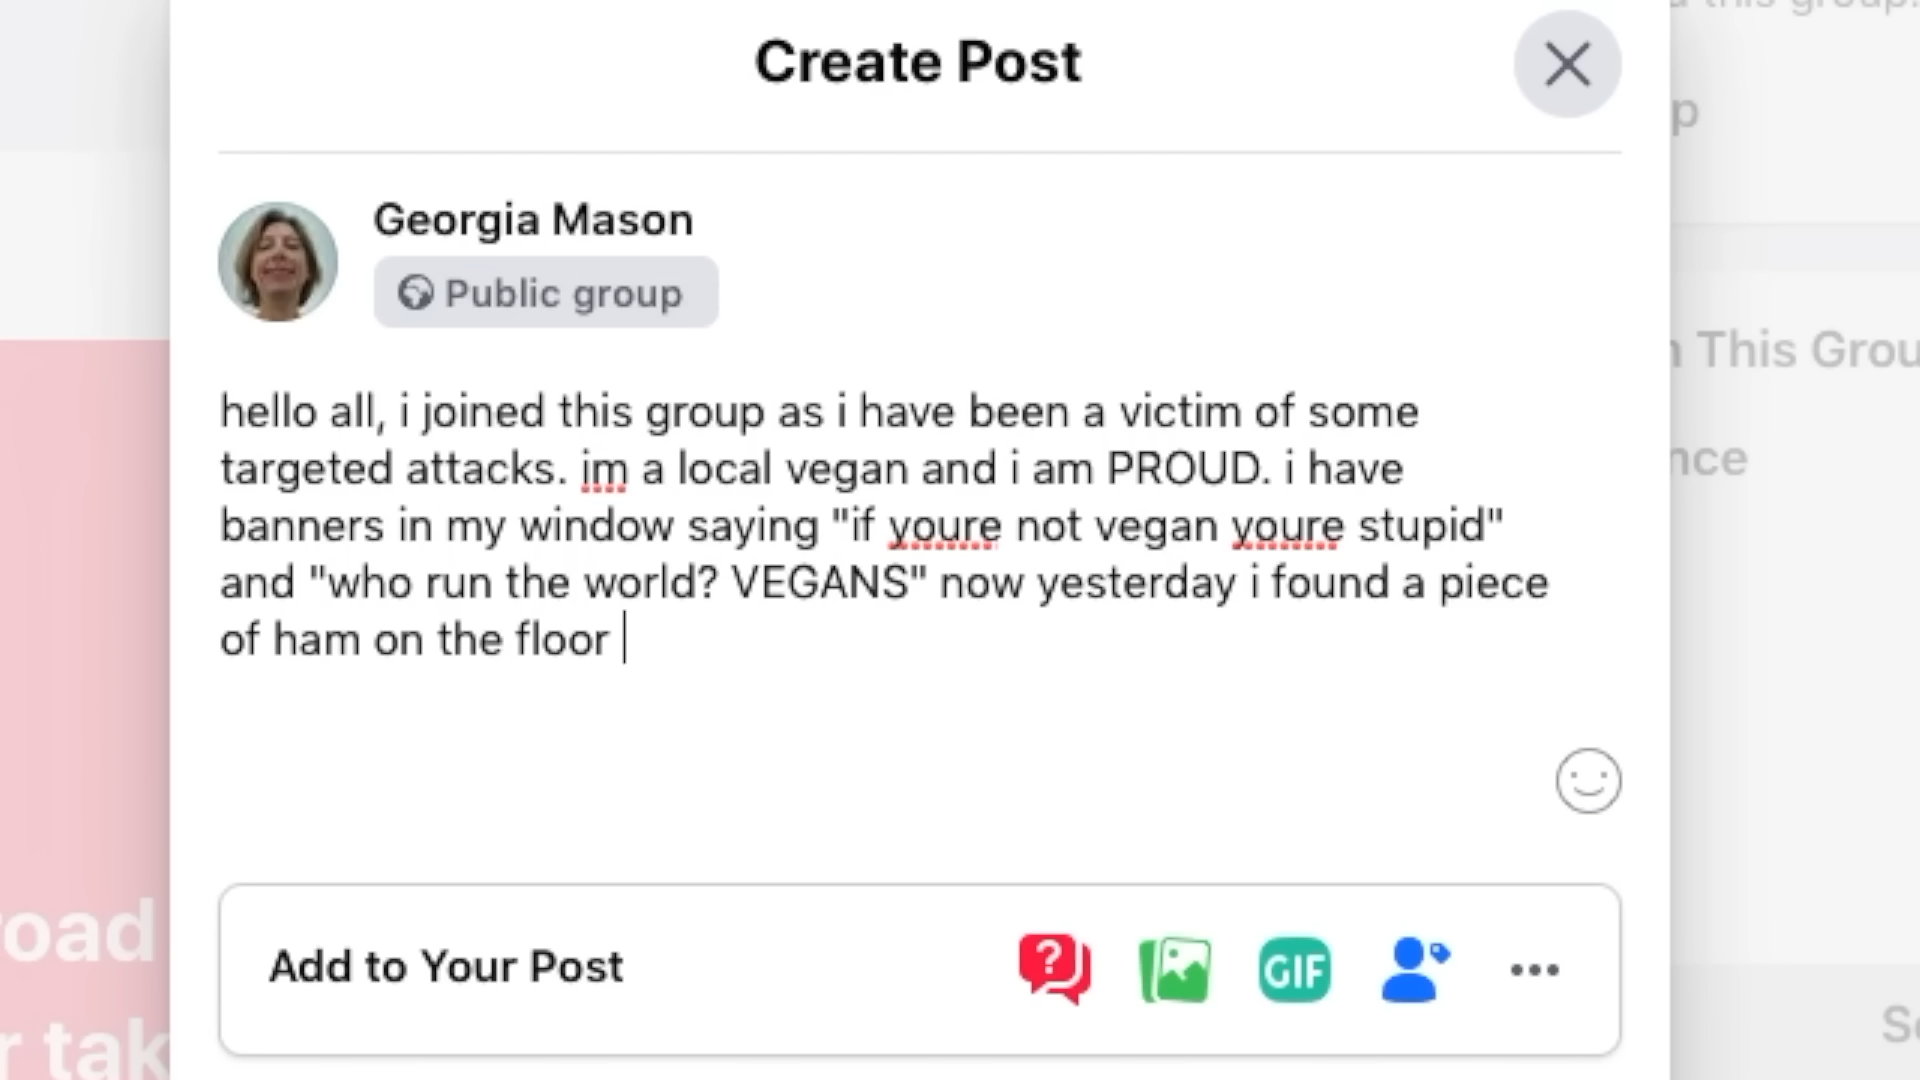 Create Post
Georgia Mason
Public group
hello all, i joined this group as i have been a victim of some
targeted attacks. im a local vegan and i am PROUD. i have
banners in my window saying "if youre not vegan youre stupid"
and "who run the world? VEGANS" now yesterday i found a piece
of ham on the floor
Add to Your Post
GIF
this group.
p
This Grou
nce
road
r tak